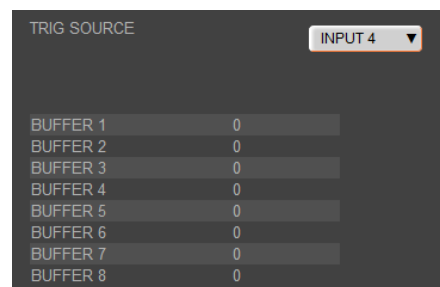 TRIG SOURCE
INPUT 4
BUFFER 1 0
BUFFER 2 0
BUFFER 3 0
BUFFER 4 0
BUFFER 5 0
BUFFER 6 0
BUFFER 7 0
BUFFER 8 0